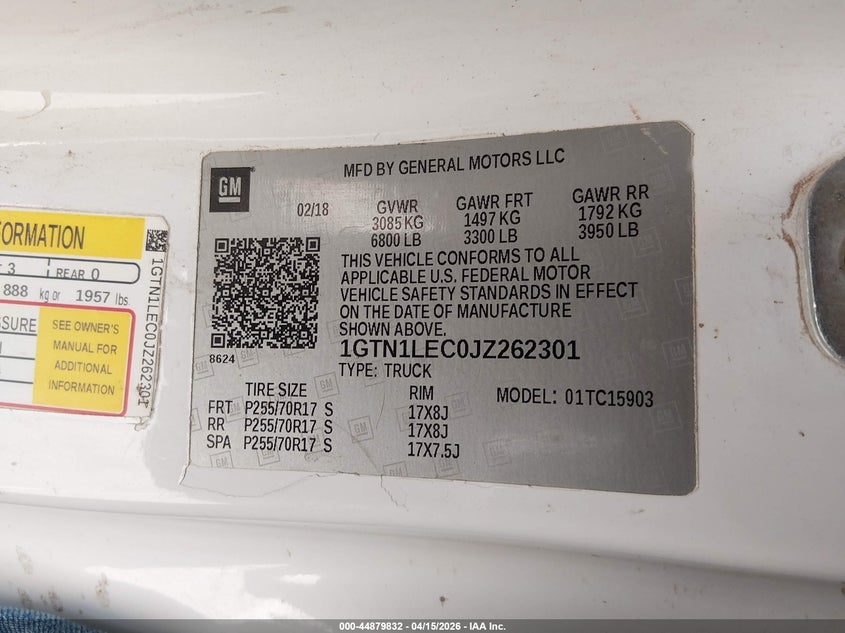 GM
MFD BY GENERAL MOTORS LLC
02/18
GVWR GAWR FRT GAWR RR
3085 KG 1497 KG 1792 KG
6800 LB 3300 LB 3950 LB
THIS VEHICLE CONFORMS TO ALL
APPLICABLE U.S. FEDERAL MOTOR
VEHICLE SAFETY STANDARDS IN EFFECT
ON THE DATE OF MANUFACTURE
SHOWN ABOVE.
8624
1GTN1LEC0JZ262301
TYPE: TRUCK
TIRE SIZE RIM MODEL: 01TC15903
FRT P255/70R17 S 17X8J
RR P255/70R17 S 17X8J
SPA P255/70R17 S 17X7.5J
ORMATION
3 REAR 0
888 kg or 1957 lbs.
SSURE
SEE OWNER'S
MANUAL FOR
ADDITIONAL
INFORMATION
1GTN1LEC0JZ262301
000-44879832 - 04/15/2026 - IAA Inc.